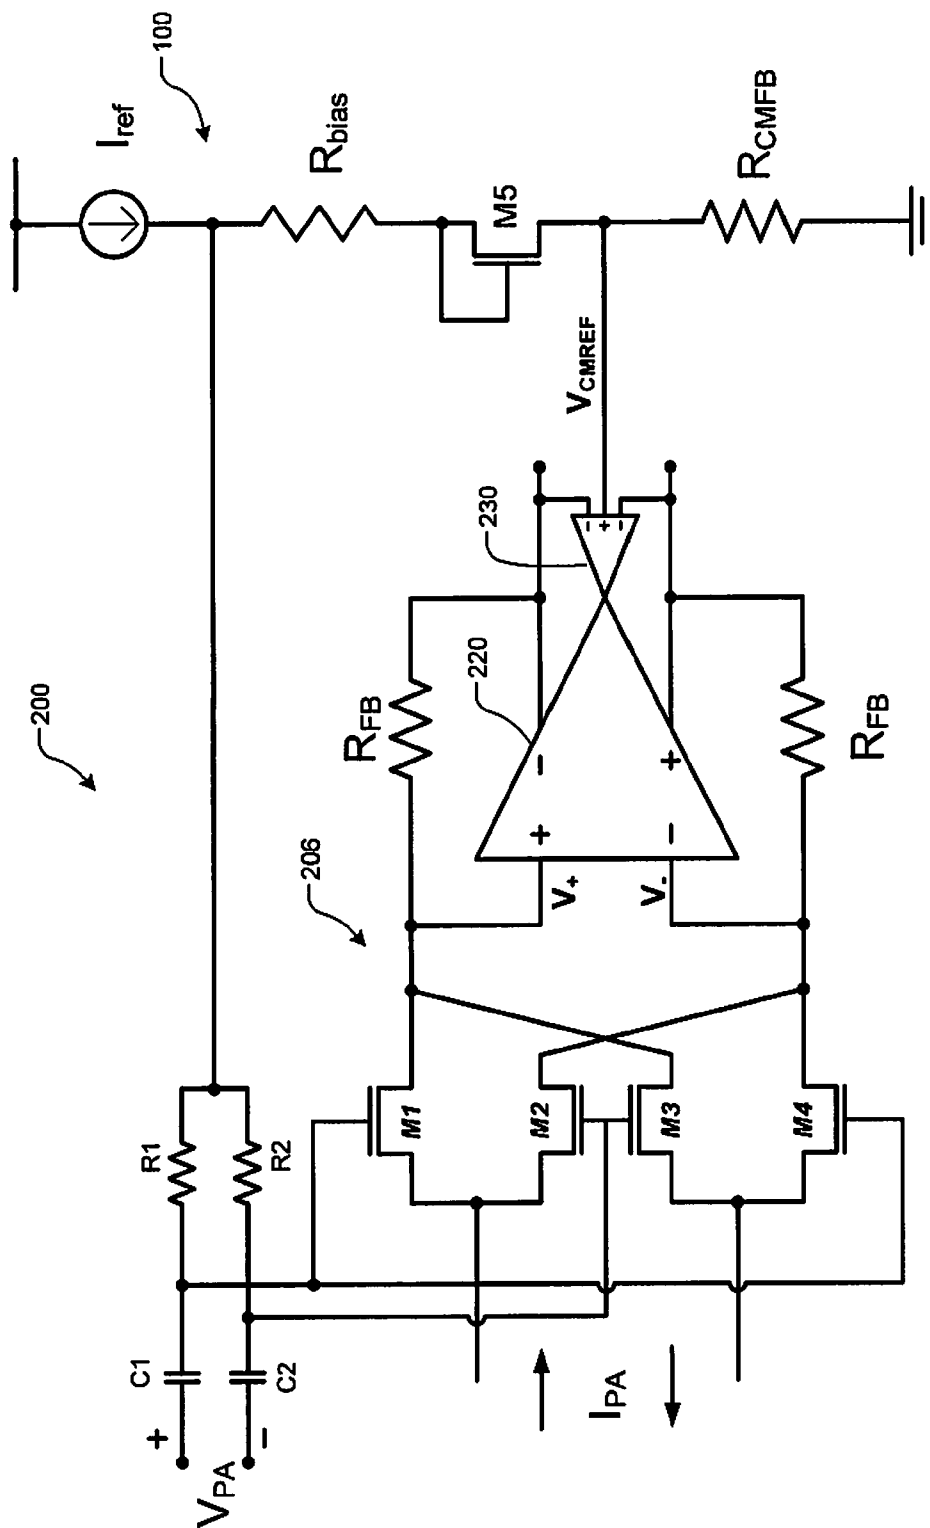 200
100
I_ref
R_bias
M5
R_CMFB
V_CMREF
R1
R2
C1
C2
+
V_PA
−
206
R_FB
220
230
M1
M2
M3
M4
+
−
V+
V-
−
+
−
+
−
I_PA
R_FB